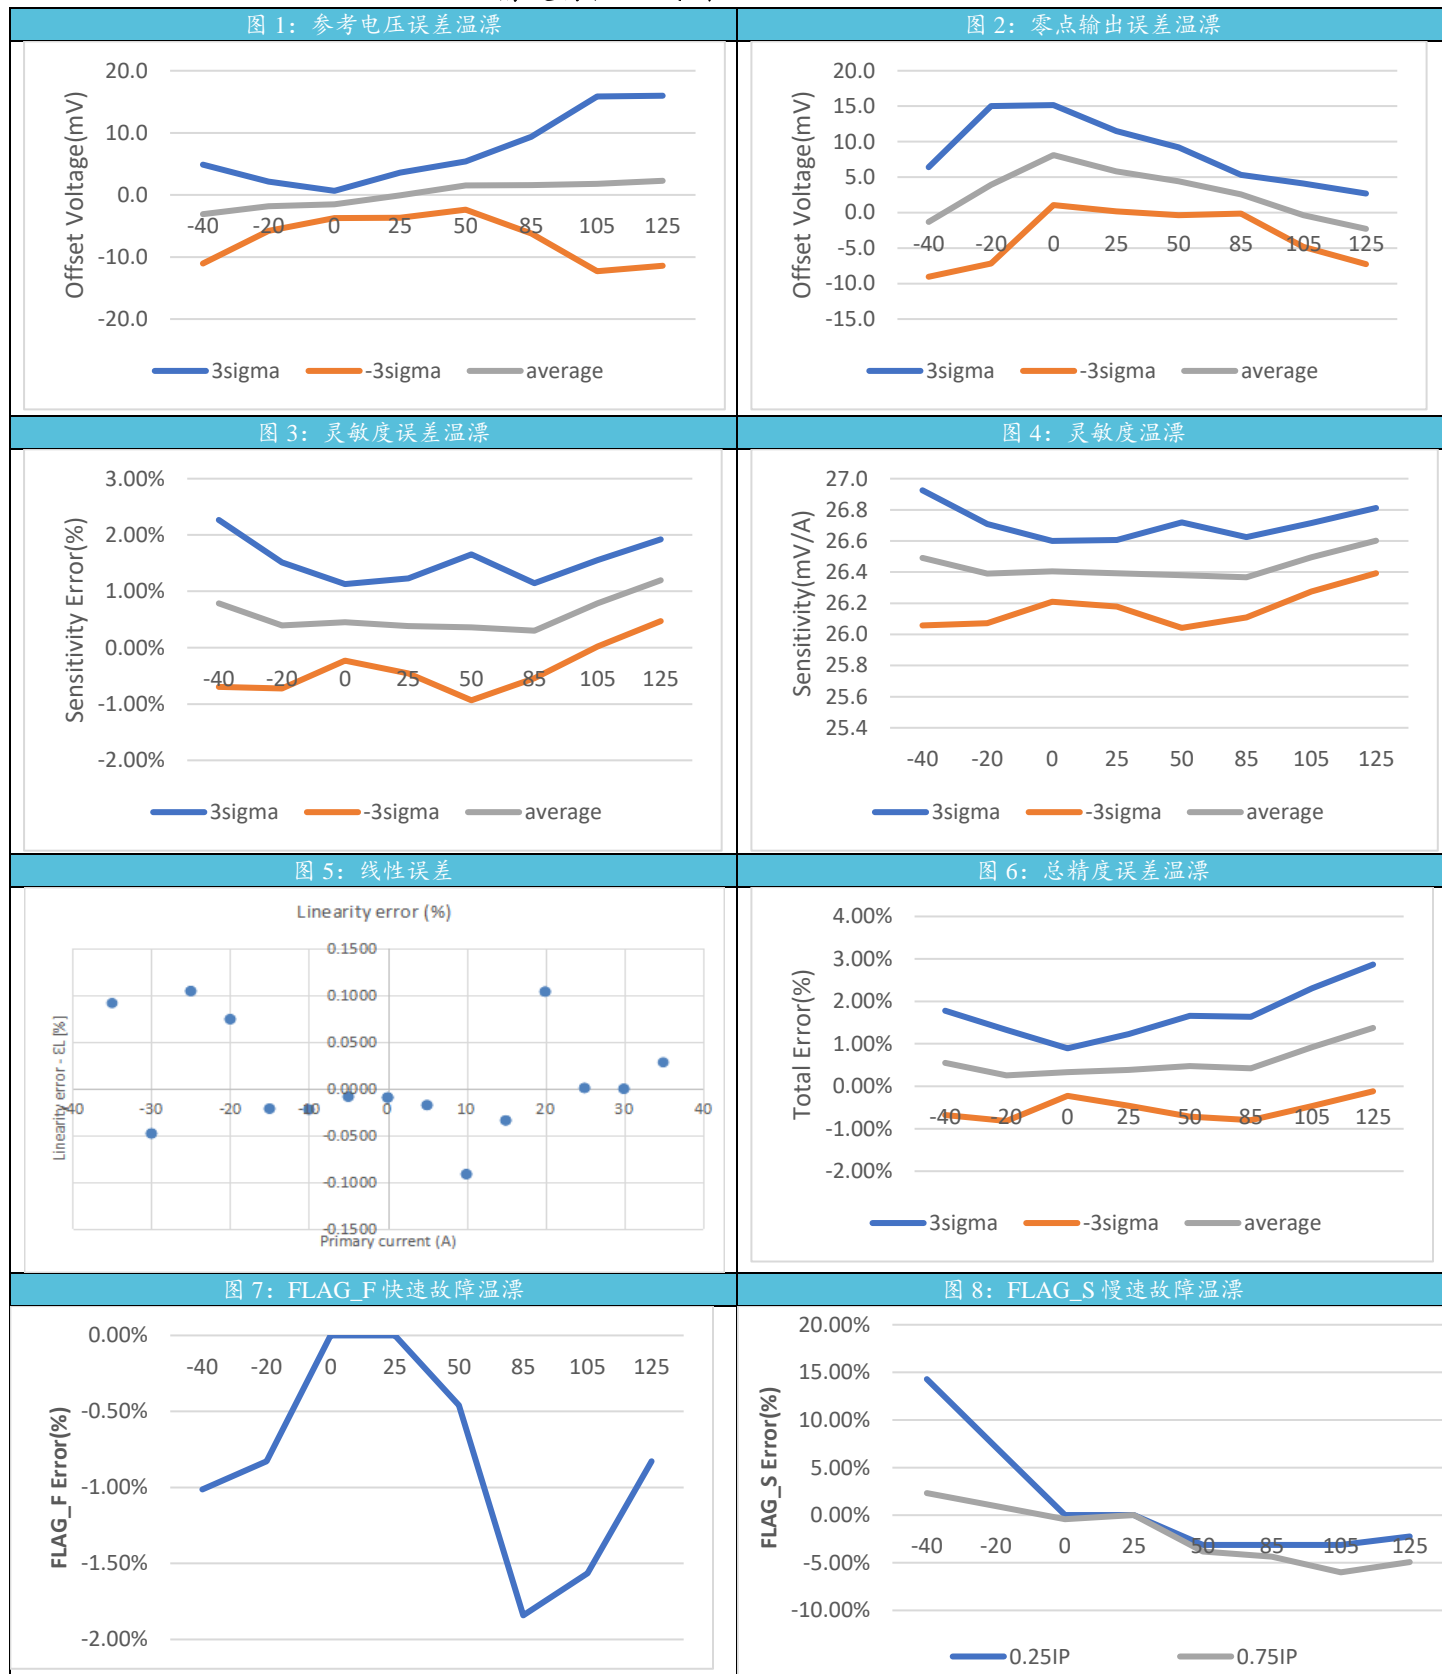 图 1：参考电压误差温漂
20.0
10.0
0.0
-10.0
-20.0
Offset Voltage(mV)
-40 -20 0 25 50 85 105 125
3sigma -3sigma average
图 2：零点输出误差温漂
20.0
15.0
10.0
5.0
0.0
-5.0
-10.0
-15.0
Offset Voltage(mV)
-40 -20 0 25 50 85 105 125
3sigma -3sigma average
图 3：灵敏度误差温漂
3.00%
2.00%
1.00%
0.00%
-1.00%
-2.00%
Sensitivity Error(%)
-40 -20 0 25 50 85 105 125
3sigma -3sigma average
图 4：灵敏度温漂
27.0
26.8
26.6
26.4
26.2
26.0
25.8
25.6
25.4
Sensitivity(mV/A)
-40 -20 0 25 50 85 105 125
3sigma -3sigma average
图 5：线性误差
Linearity error (%)
0.1500
0.1000
0.0500
0.0000
-0.0500
-0.1000
-0.1500
Linearity error - ƐL [%]
-40 -30 -20 -10 0 10 20 30 40
Primary current (A)
图 6：总精度误差温漂
4.00%
3.00%
2.00%
1.00%
0.00%
-1.00%
-2.00%
Total Error(%)
-40 -20 0 25 50 85 105 125
3sigma -3sigma average
图 7：FLAG_F 快速故障温漂
0.00%
-0.50%
-1.00%
-1.50%
-2.00%
FLAG_F Error(%)
-40 -20 0 25 50 85 105 125
图 8：FLAG_S 慢速故障温漂
20.00%
15.00%
10.00%
5.00%
0.00%
-5.00%
-10.00%
FLAG_S Error(%)
-40 -20 0 25 50 85 105 125
0.25IP 0.75IP